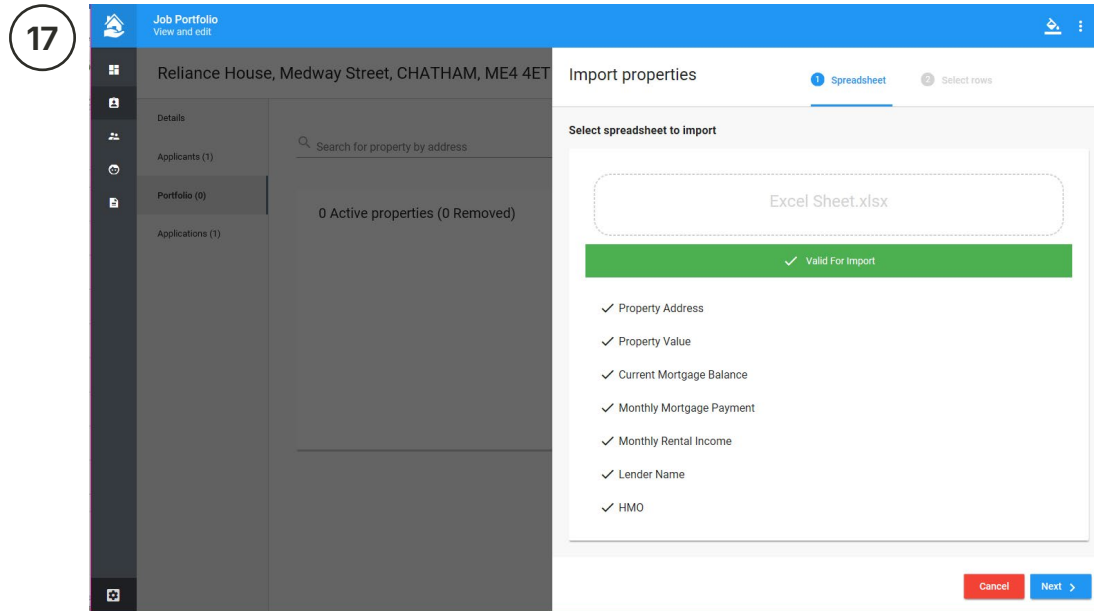 17
Job Portfolio
View and edit
Reliance House, Medway Street, CHATHAM, ME4 4ET
Details
Applicants (1)
Portfolio (0)
Applications (1)
Search for property by address
0 Active properties (0 Removed)
Import properties
1 Spreadsheet
2 Select rows
Select spreadsheet to import
Excel Sheet.xlsx
Valid For Import
Property Address
Property Value
Current Mortgage Balance
Monthly Mortgage Payment
Monthly Rental Income
Lender Name
HMO
Cancel
Next